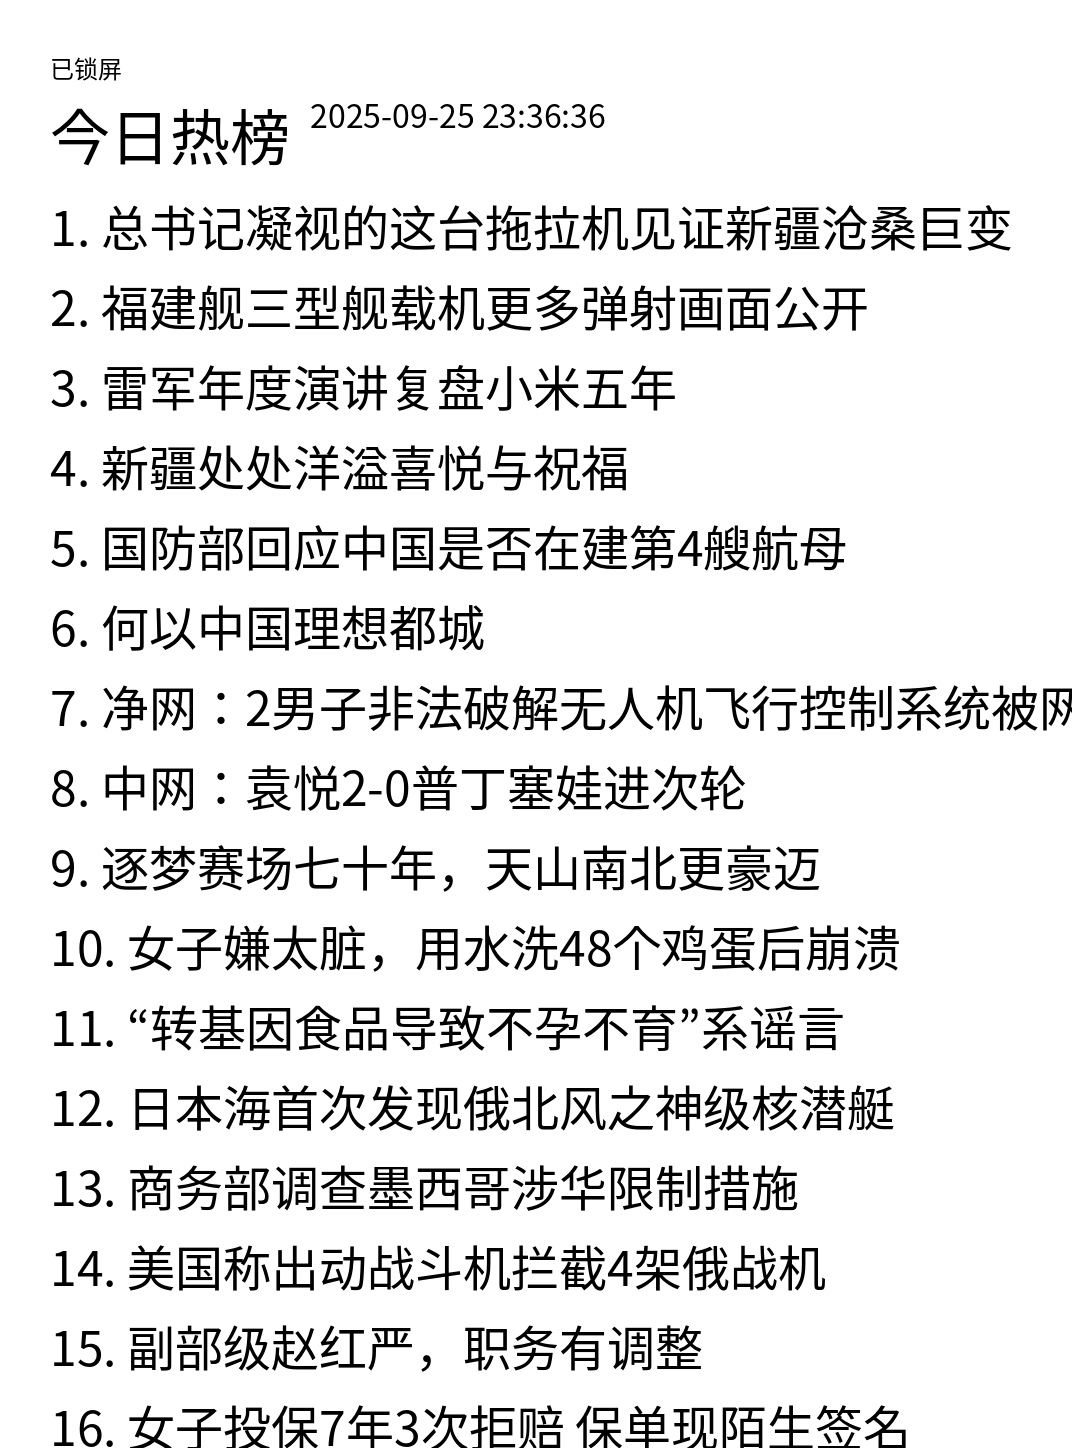 已锁屏
今日热榜 2025-09-25 23:36:36
1. 总书记凝视的这台拖拉机见证新疆沧桑巨变
2. 福建舰三型舰载机更多弹射画面公开
3. 雷军年度演讲复盘小米五年
4. 新疆处处洋溢喜悦与祝福
5. 国防部回应中国是否在建第4艘航母
6. 何以中国理想都城
7. 净网：2男子非法破解无人机飞行控制系统被网
8. 中网：袁悦2-0普丁塞娃进次轮
9. 逐梦赛场七十年，天山南北更豪迈
10. 女子嫌太脏，用水洗48个鸡蛋后崩溃
11. “转基因食品导致不孕不育”系谣言
12. 日本海首次发现俄北风之神级核潜艇
13. 商务部调查墨西哥涉华限制措施
14. 美国称出动战斗机拦截4架俄战机
15. 副部级赵红严，职务有调整
16. 女子投保7年3次拒赔 保单现陌生签名